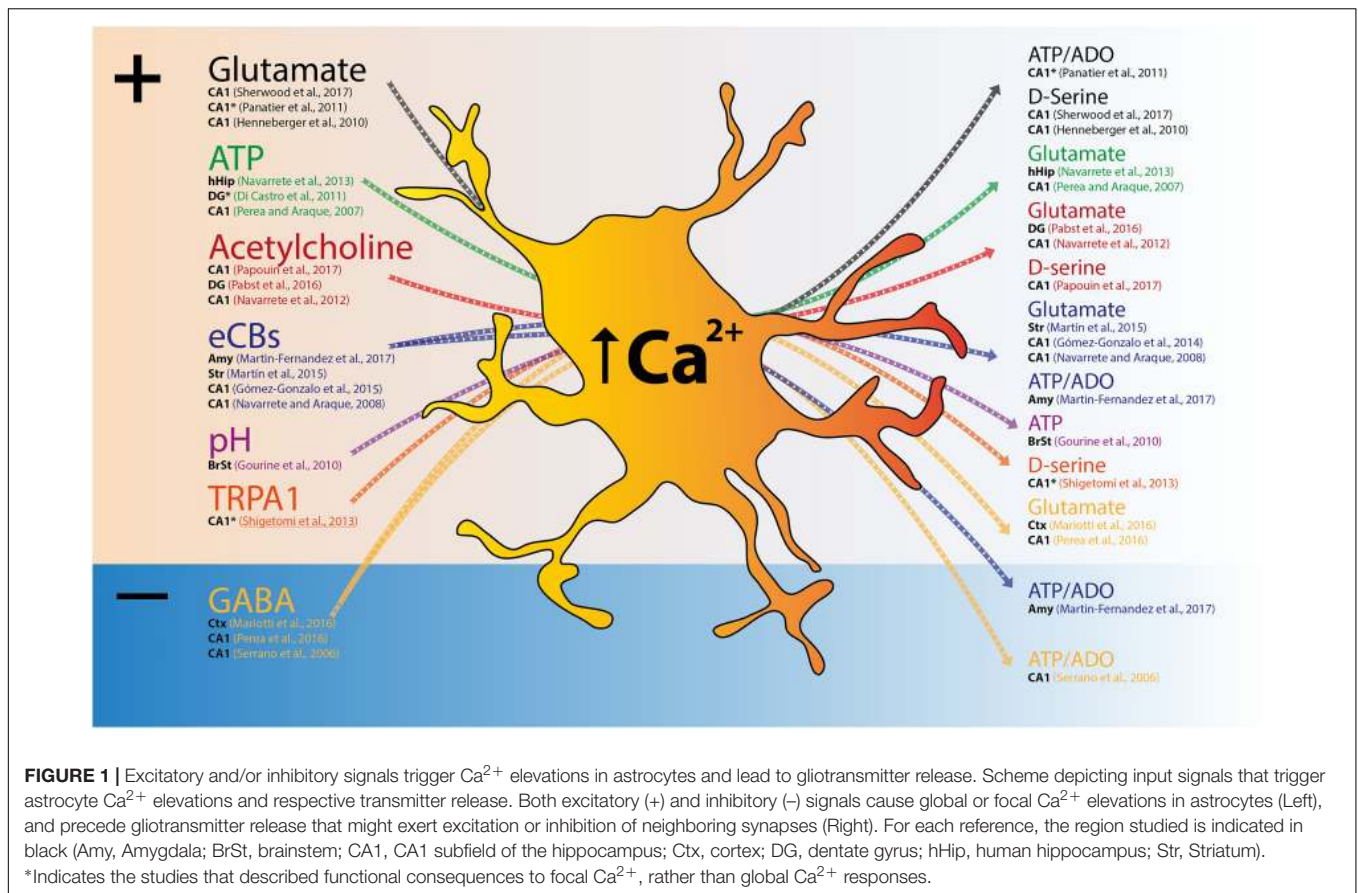 +
Glutamate
CA1 (Sherwood et al., 2017)
CA1* (Panatier et al., 2011)
CA1 (Henneberger et al., 2010)
ATP
hHip (Navarrete et al., 2013)
DG* (Di Castro et al., 2011)
CA1 (Perea and Araque, 2007)
Acetylcholine
CA1 (Papouin et al., 2017)
DG (Pabst et al., 2016)
CA1 (Navarrete et al., 2012)
eCBs
Amy (Martin-Fernandez et al., 2017)
Str (Martín et al., 2015)
CA1 (Gómez-Gonzalo et al., 2015)
CA1 (Navarrete and Araque, 2008)
pH
BrSt (Gourine et al., 2010)
TRPA1
CA1* (Shigetomi et al., 2013)
–
GABA
Ctx (Mariotti et al., 2016)
CA1 (Perea et al., 2016)
CA1 (Serrano et al., 2006)
↑Ca2+
ATP/ADO
CA1* (Panatier et al., 2011)
D-Serine
CA1 (Sherwood et al., 2017)
CA1 (Henneberger et al., 2010)
Glutamate
hHip (Navarrete et al., 2013)
CA1 (Perea and Araque, 2007)
Glutamate
DG (Pabst et al., 2016)
CA1 (Navarrete et al., 2012)
D-serine
CA1 (Papouin et al., 2017)
Glutamate
Str (Martín et al., 2015)
CA1 (Gómez-Gonzalo et al., 2014)
CA1 (Navarrete and Araque, 2008)
ATP/ADO
Amy (Martin-Fernandez et al., 2017)
ATP
BrSt (Gourine et al., 2010)
D-serine
CA1* (Shigetomi et al., 2013)
Glutamate
Ctx (Mariotti et al., 2016)
CA1 (Perea et al., 2016)
ATP/ADO
Amy (Martin-Fernandez et al., 2017)
ATP/ADO
CA1 (Serrano et al., 2006)
FIGURE 1 | Excitatory and/or inhibitory signals trigger Ca2+ elevations in astrocytes and lead to gliotransmitter release. Scheme depicting input signals that trigger
astrocyte Ca2+ elevations and respective transmitter release. Both excitatory (+) and inhibitory (–) signals cause global or focal Ca2+ elevations in astrocytes (Left),
and precede gliotransmitter release that might exert excitation or inhibition of neighboring synapses (Right). For each reference, the region studied is indicated in
black (Amy, Amygdala; BrSt, brainstem; CA1, CA1 subfield of the hippocampus; Ctx, cortex; DG, dentate gyrus; hHip, human hippocampus; Str, Striatum).
*Indicates the studies that described functional consequences to focal Ca2+, rather than global Ca2+ responses.